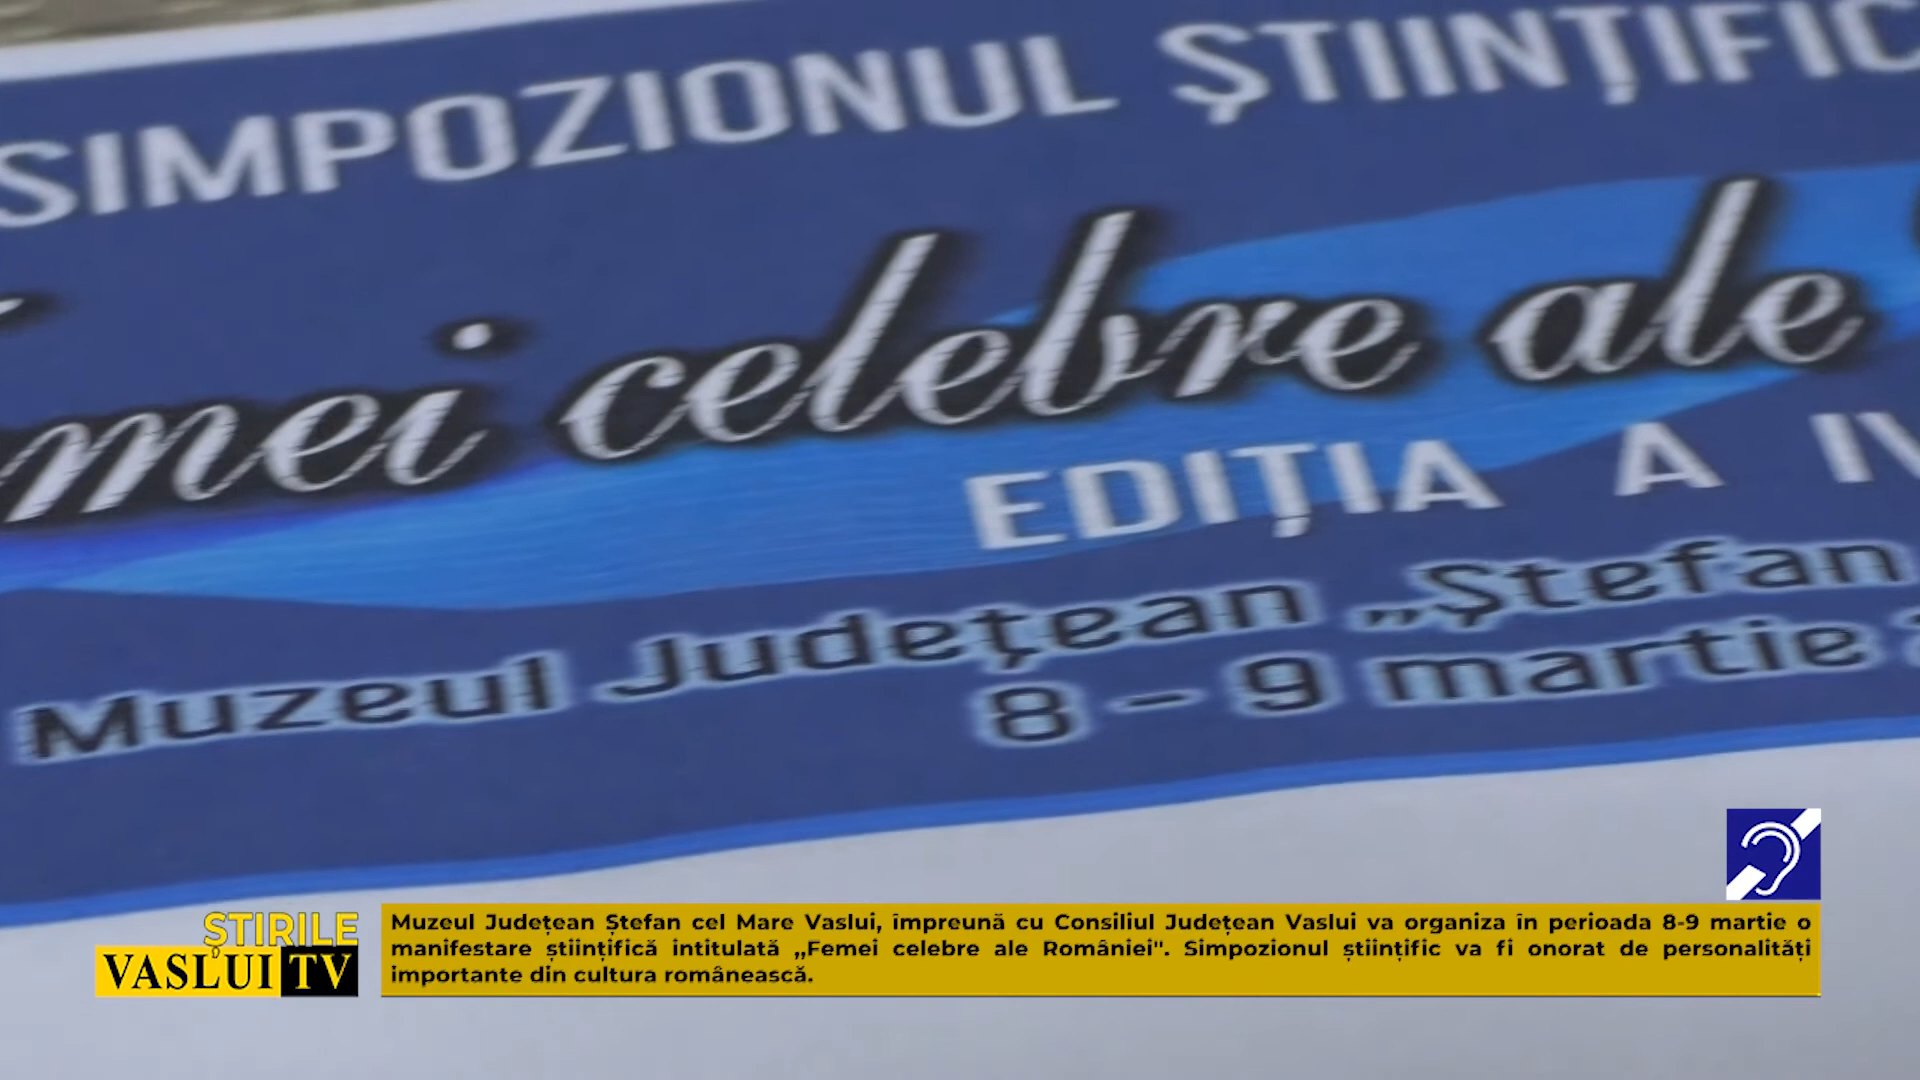 SIMPOZIONUL ȘTIINȚIFIC
mei celebre ale
EDIȚIA A IV
Muzeul Județean „Ștefan
8 - 9 martie
ȘTIRILE
VASLUI TV
Muzeul Județean Ștefan cel Mare Vaslui, împreună cu Consiliul Județean Vaslui va organiza în perioada 8-9 martie o
manifestare științifică intitulată „Femei celebre ale României". Simpozionul științific va fi onorat de personalități
importante din cultura românească.